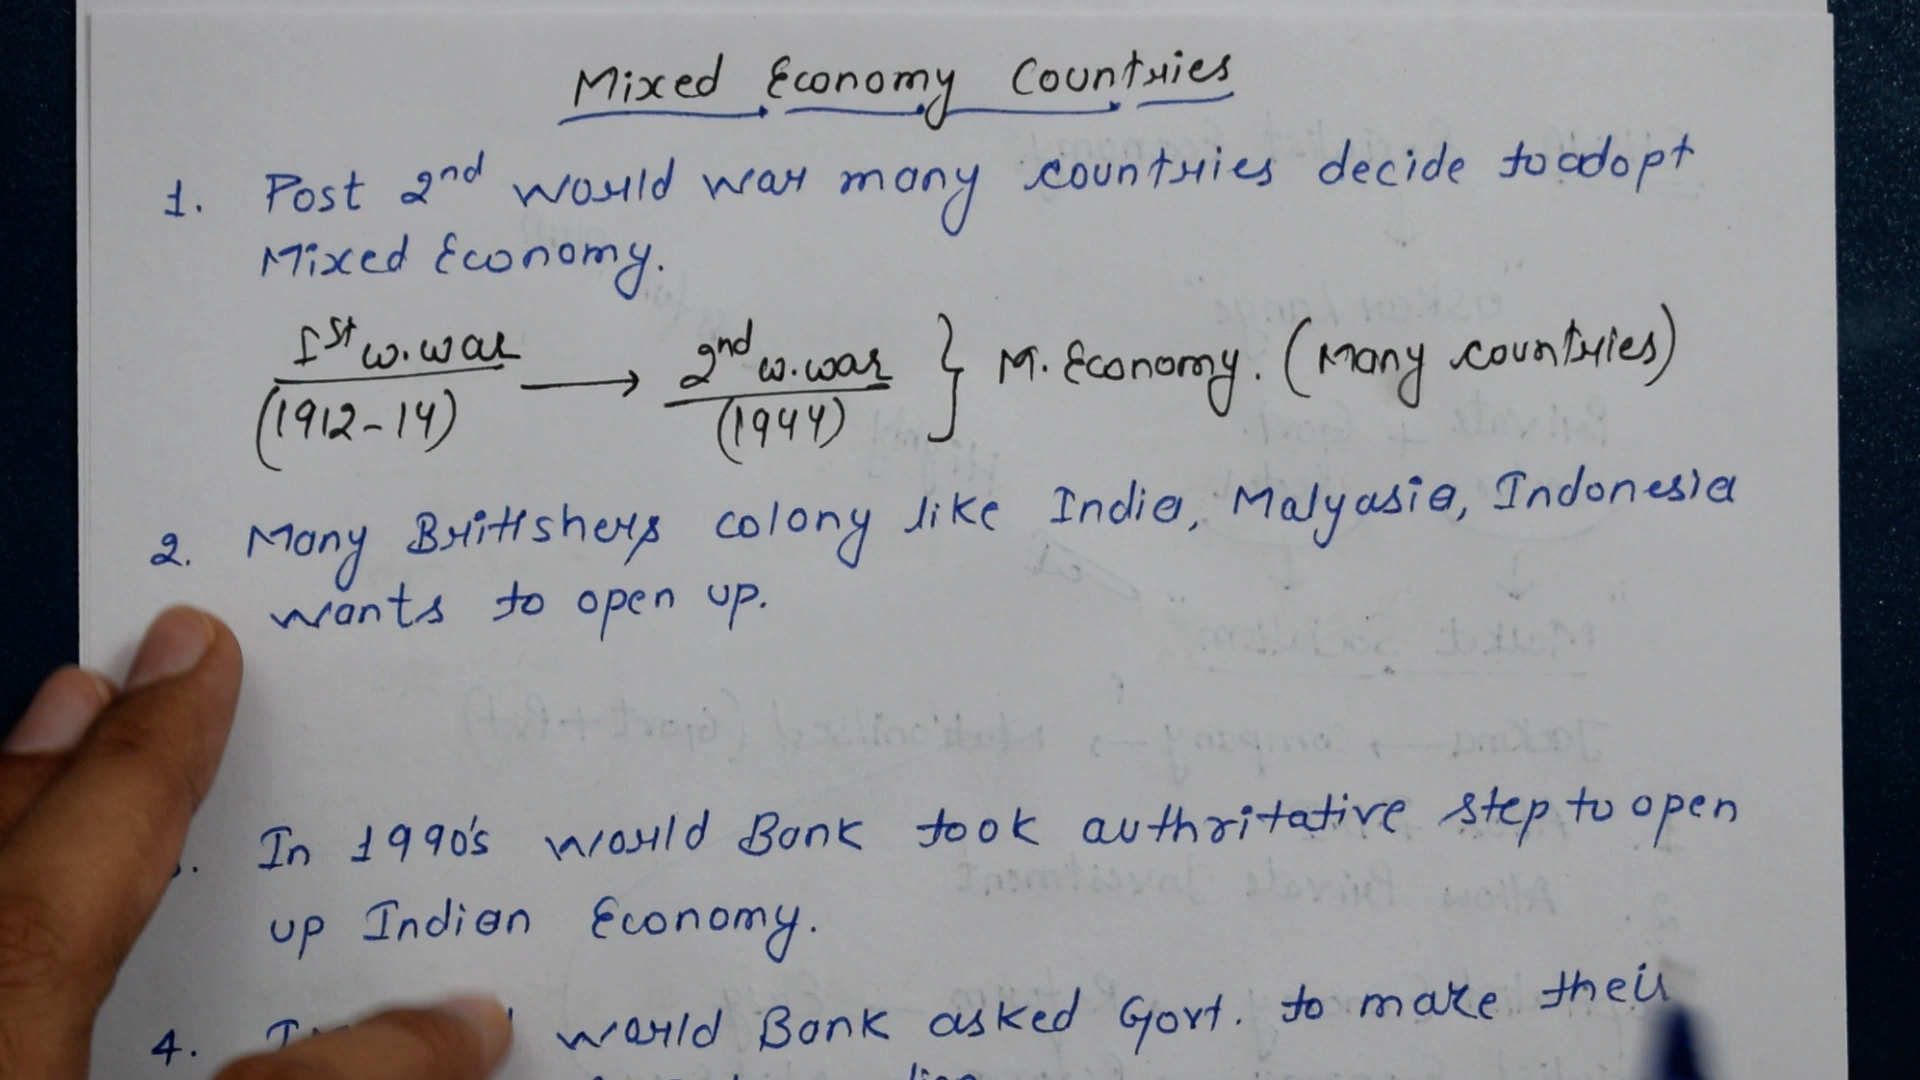 Mixed Economy Countries
1. Post 2nd world war many countries decide to adopt
Mixed Economy.
Ist w.war → 2nd w.war } M. Economy. (Many countries)
(1912-14) (1944)
2. Many Brittshers colony like India, Malyasia, Indonesia
wants to open up.
In 1990's world Bank took authritative step to open
up Indian Economy.
4. world Bank asked Govt. to make their